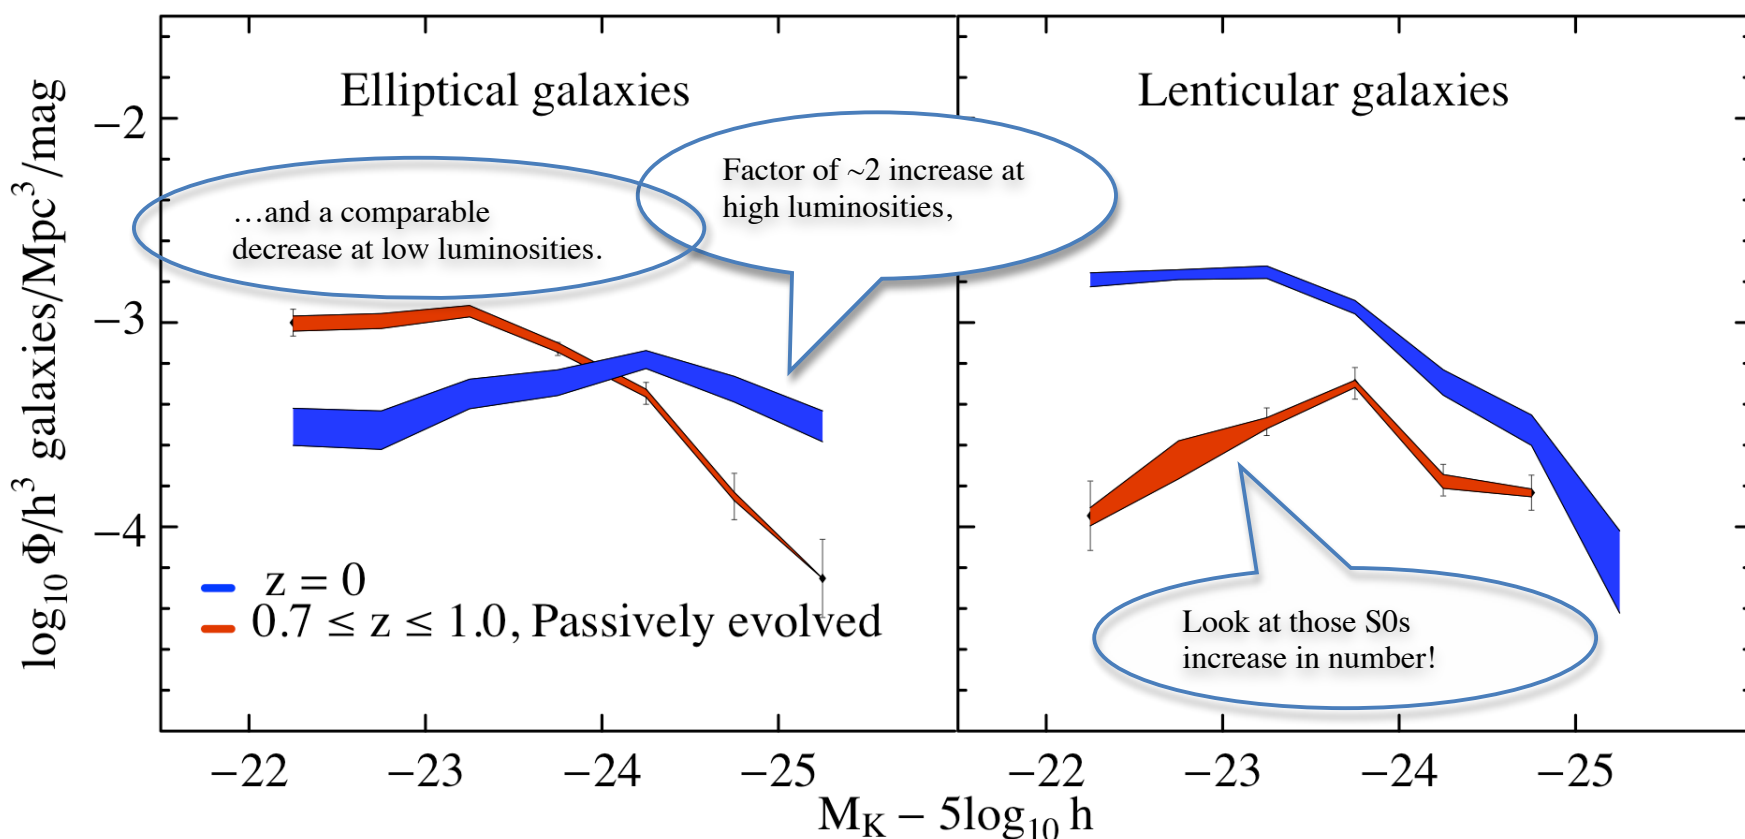 Elliptical galaxies
Lenticular galaxies
Factor of ~2 increase at
high luminosities,
…and a comparable
decrease at low luminosities.
Look at those S0s
increase in number!
z = 0
0.7 ≤ z ≤ 1.0, Passively evolved
log₁₀ Φ/h³ galaxies/Mpc³/mag
−2
−3
−4
−22
−23
−24
−25
−22
−23
−24
−25
M_K − 5log₁₀ h